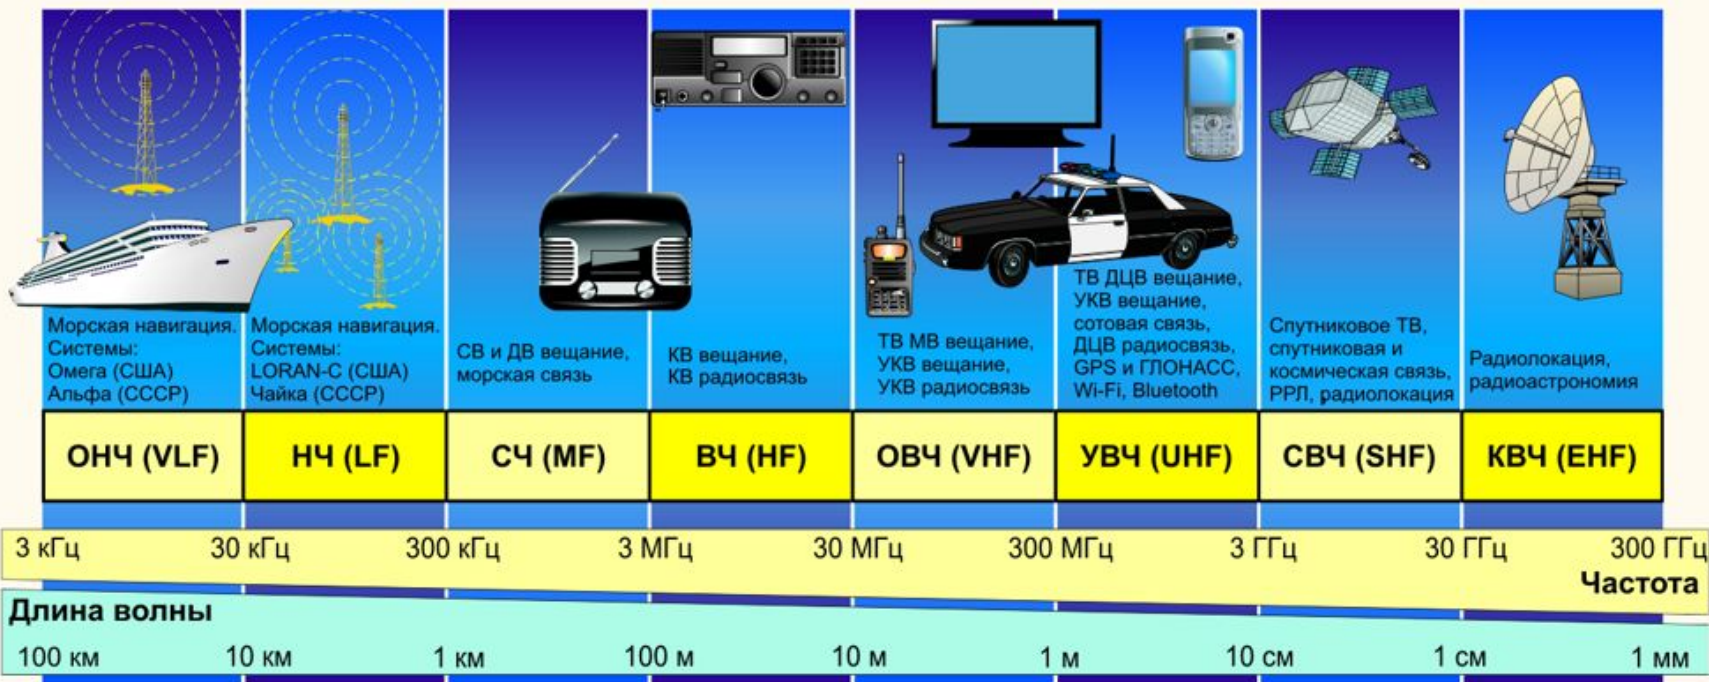 Морская навигация.
Системы:
Омега (США)
Альфа (СССР)
Морская навигация.
Системы:
LORAN-C (США)
Чайка (СССР)
СВ и ДВ вещание,
морская связь
КВ вещание,
КВ радиосвязь
ТВ МВ вещание,
УКВ вещание,
УКВ радиосвязь
ТВ ДЦВ вещание,
УКВ вещание,
сотовая связь,
ДЦВ радиосвязь,
GPS и ГЛОНАСС,
Wi-Fi, Bluetooth
Спутниковое ТВ,
спутниковая и
космическая связь,
РРЛ, радиолокация
Радиолокация,
радиоастрономия
ОНЧ (VLF) НЧ (LF) СЧ (MF) ВЧ (HF) ОВЧ (VHF) УВЧ (UHF) СВЧ (SHF) КВЧ (EHF)
3 кГц 30 кГц 300 кГц 3 МГц 30 МГц 300 МГц 3 ГГц 30 ГГц 300 ГГц
Частота
Длина волны
100 км 10 км 1 км 100 м 10 м 1 м 10 см 1 см 1 мм